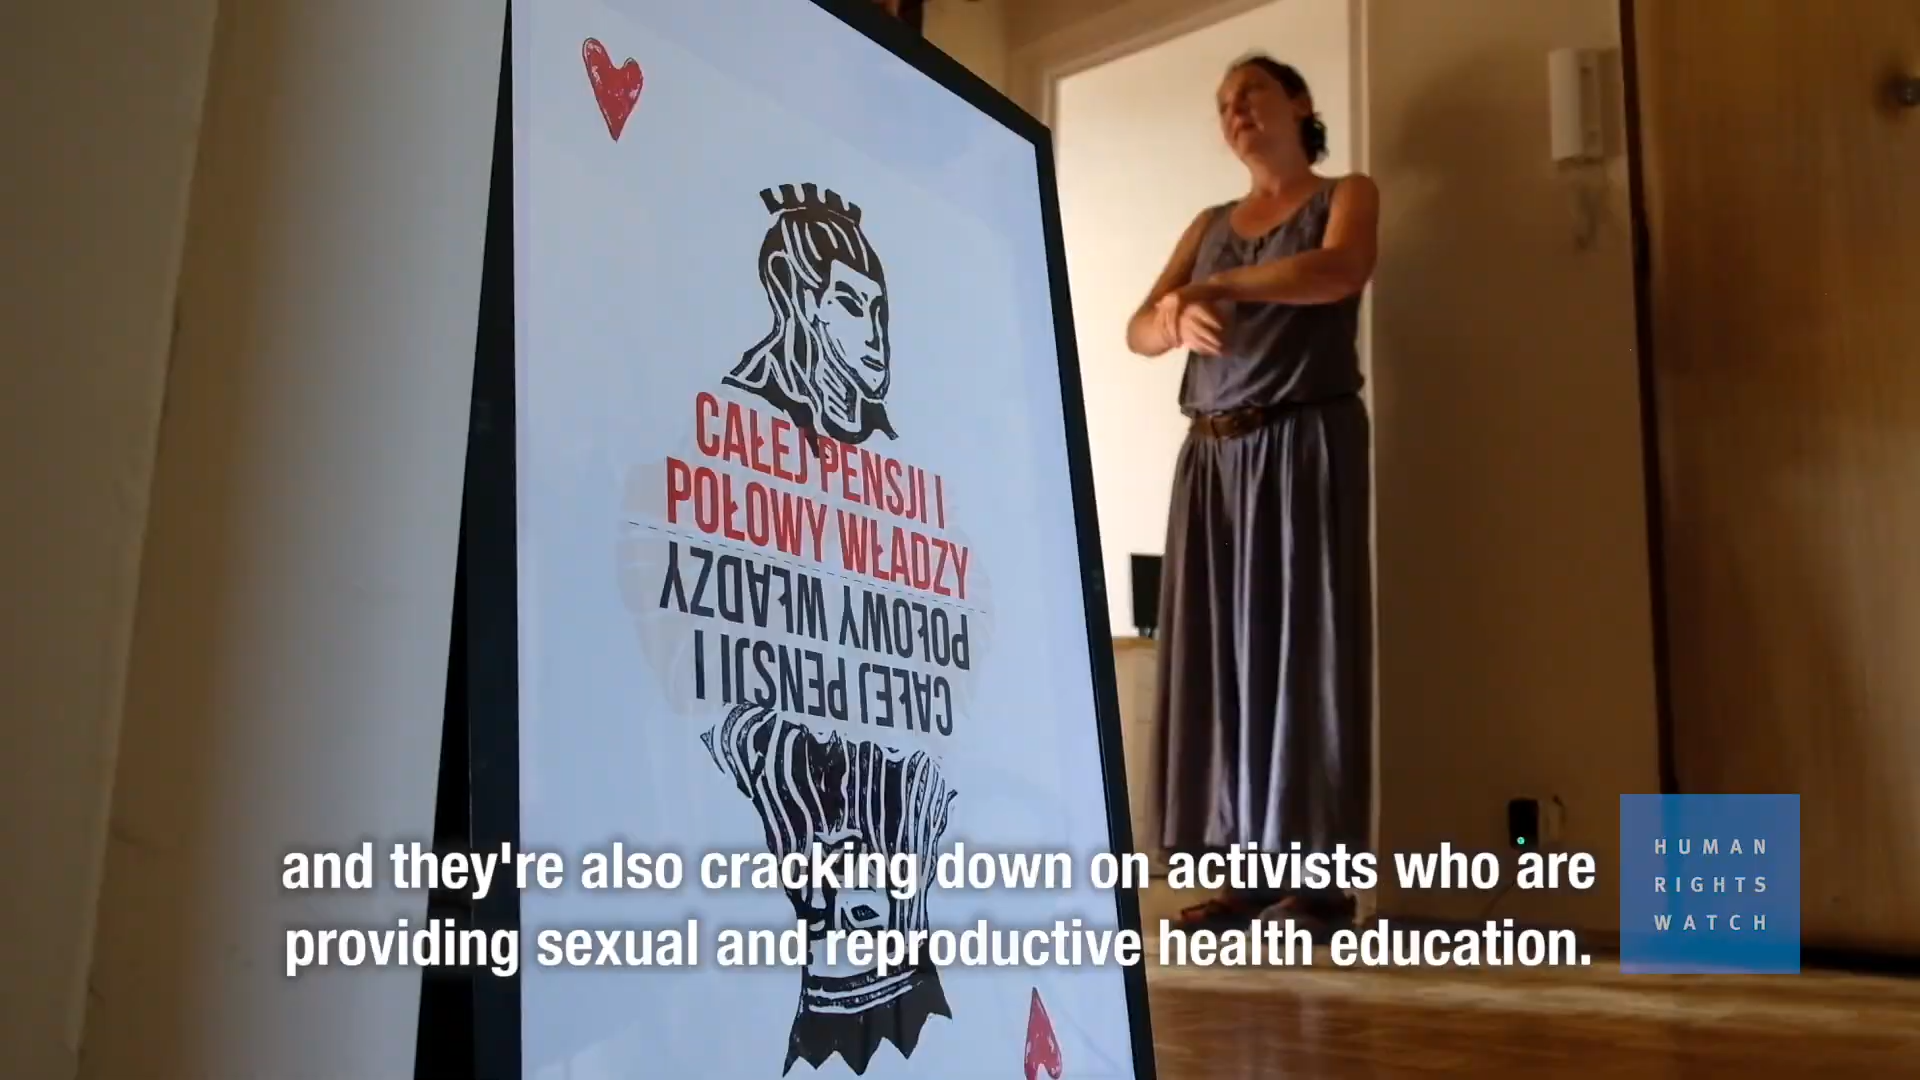 CAŁEJ PENSJI I
POŁOWY WŁADZY
POŁOWY WŁADZY
CAŁEJ PENSJI I
and they're also cracking down on activists who are
providing sexual and reproductive health education.
HUMAN
RIGHTS
WATCH